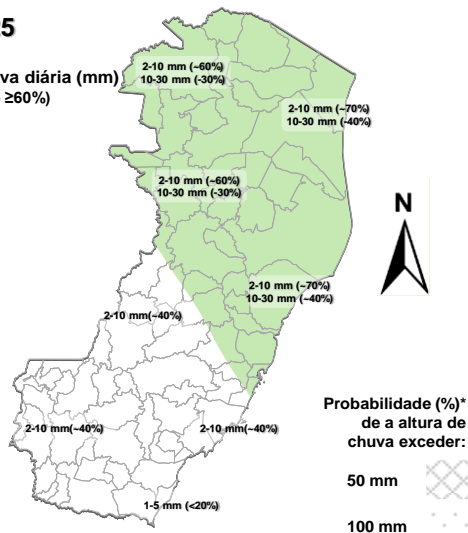 25
va diária (mm)
≥60%)
2-10 mm (~60%)
10-30 mm (-30%)
2-10 mm (~70%)
10-30 mm (-40%)
2-10 mm (~60%)
10-30 mm (-30%)
2-10 mm (~70%)
10-30 mm (~40%)
2-10 mm(~40%)
2-10 mm(~40%)
2-10 mm(~40%)
1-5 mm (<20%)
N
Probabilidade (%)*
de a altura de
chuva exceder:
50 mm
100 mm